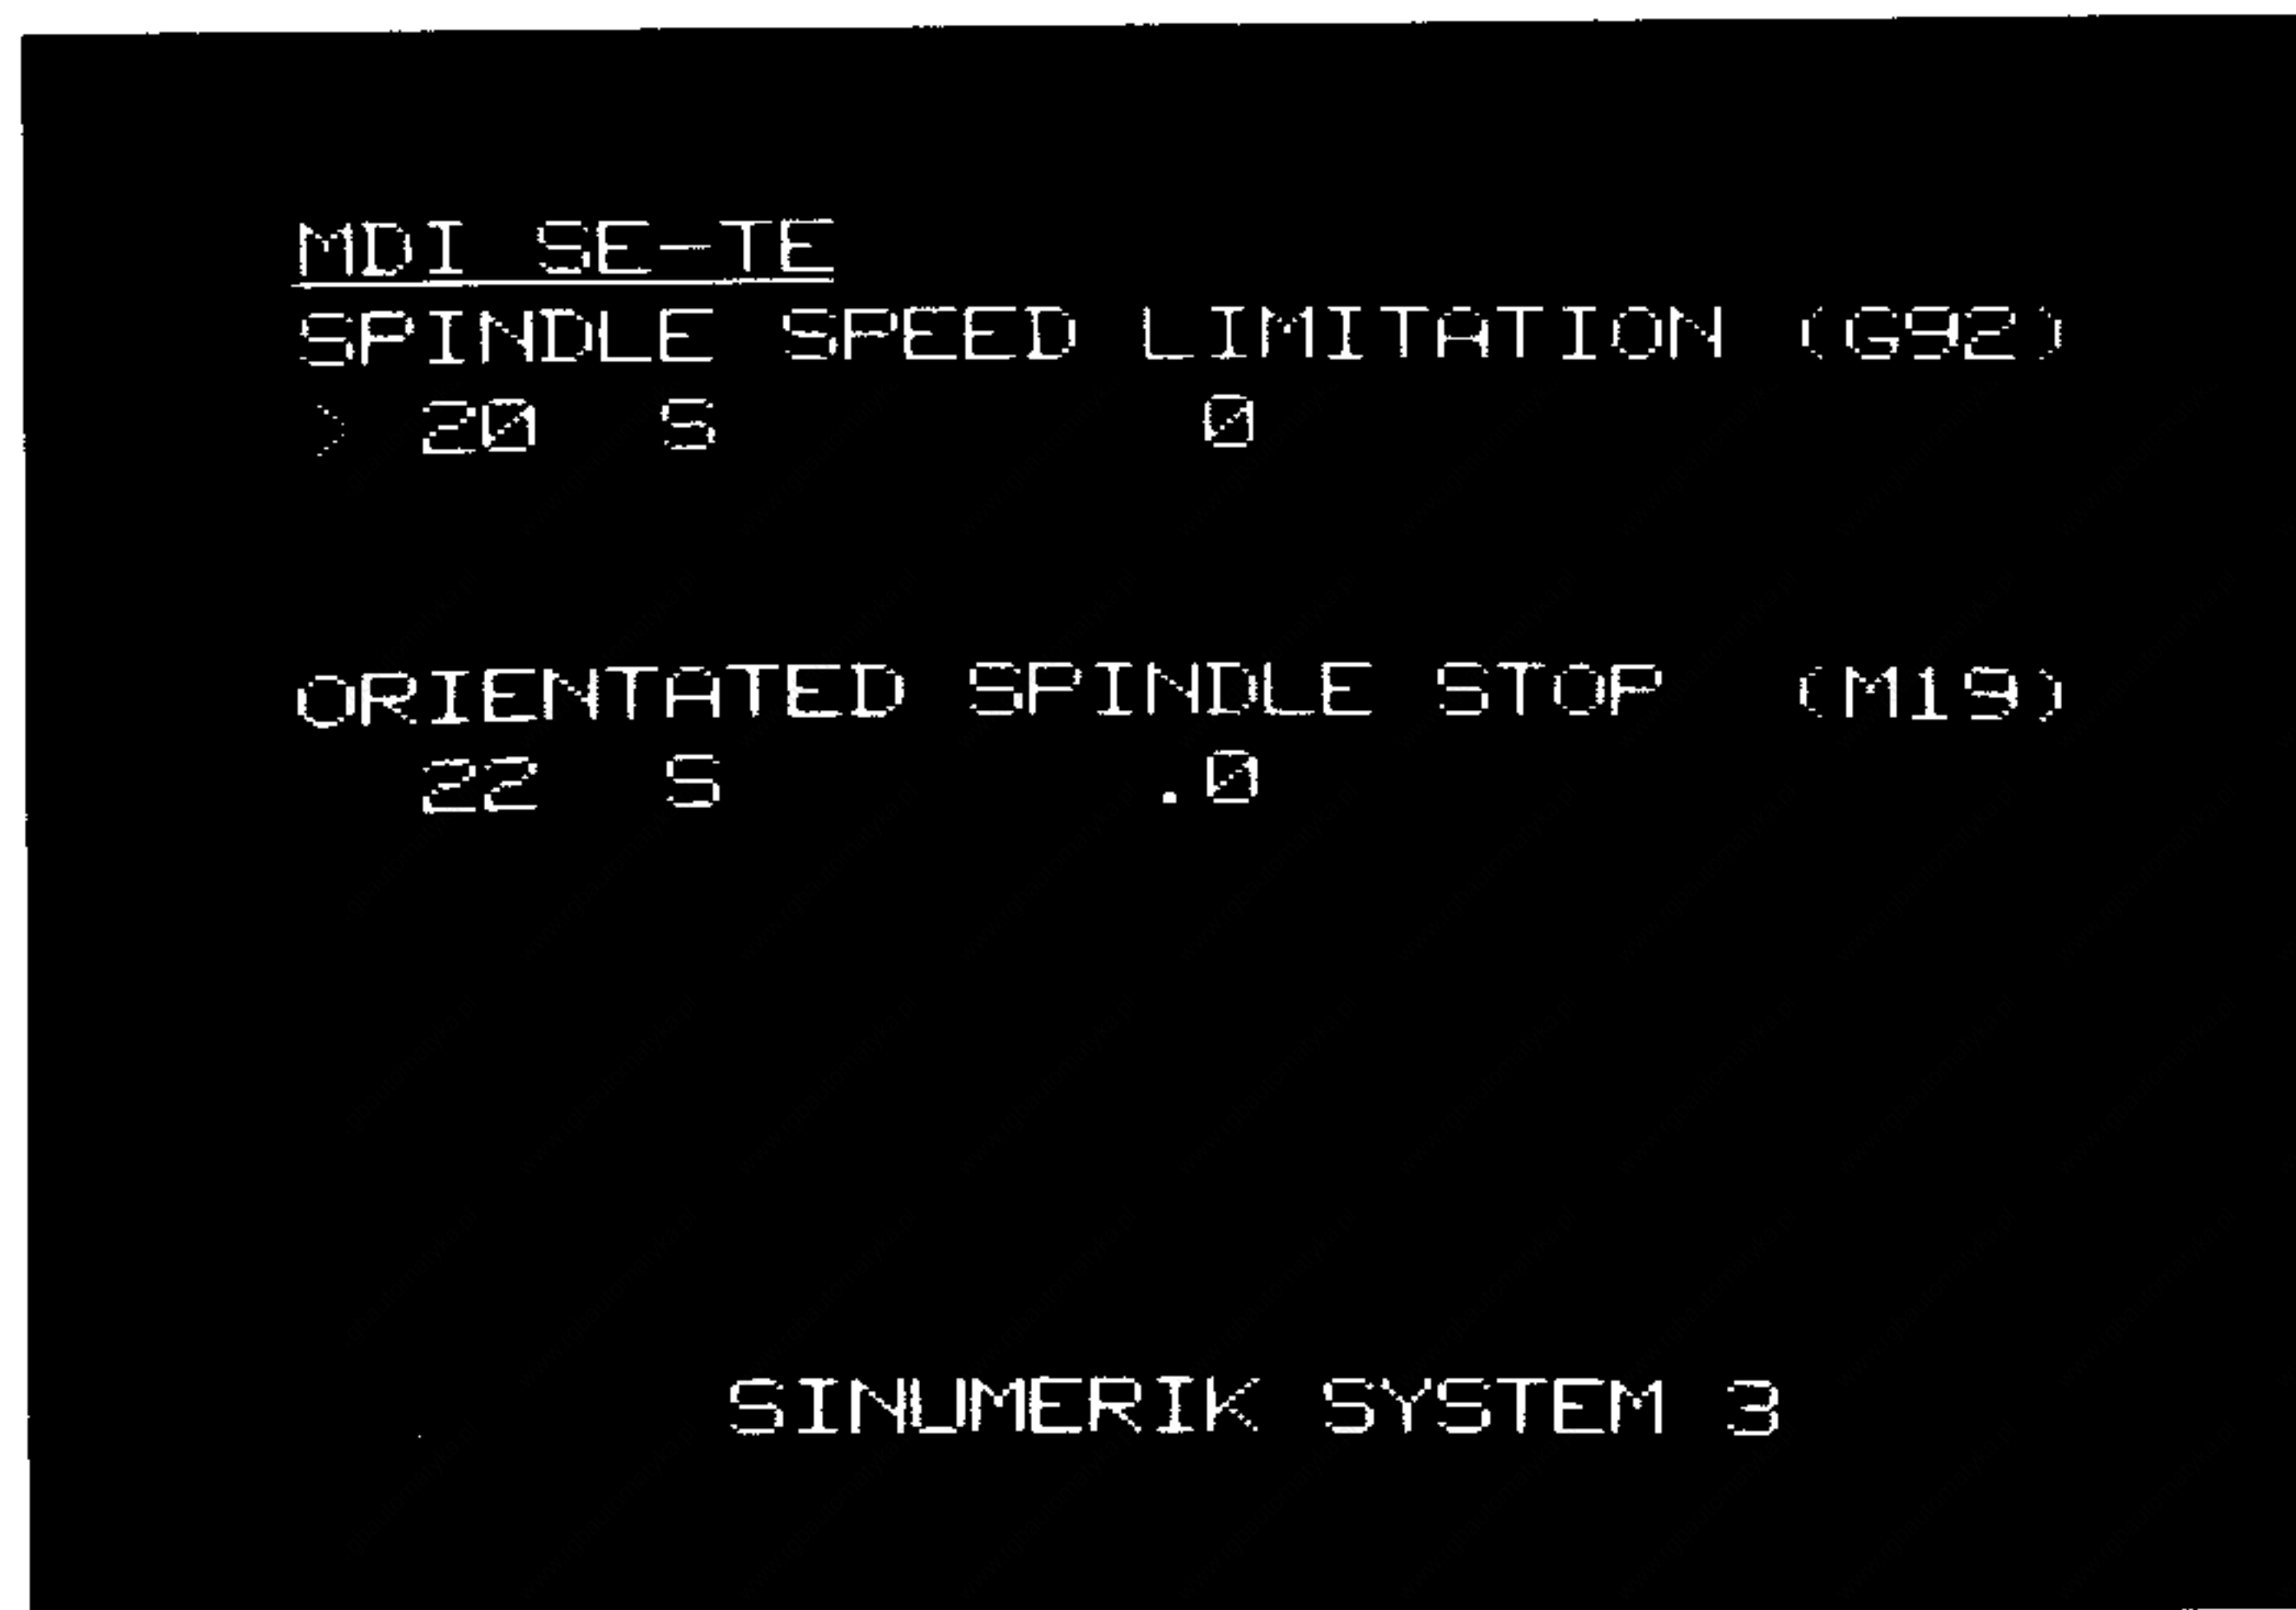 MDI SE-TE
SPINDLE SPEED LIMITATION (G92)
> 20 S 0
ORIENTATED SPINDLE STOP (M19)
22 S .0
SINUMERIK SYSTEM 3